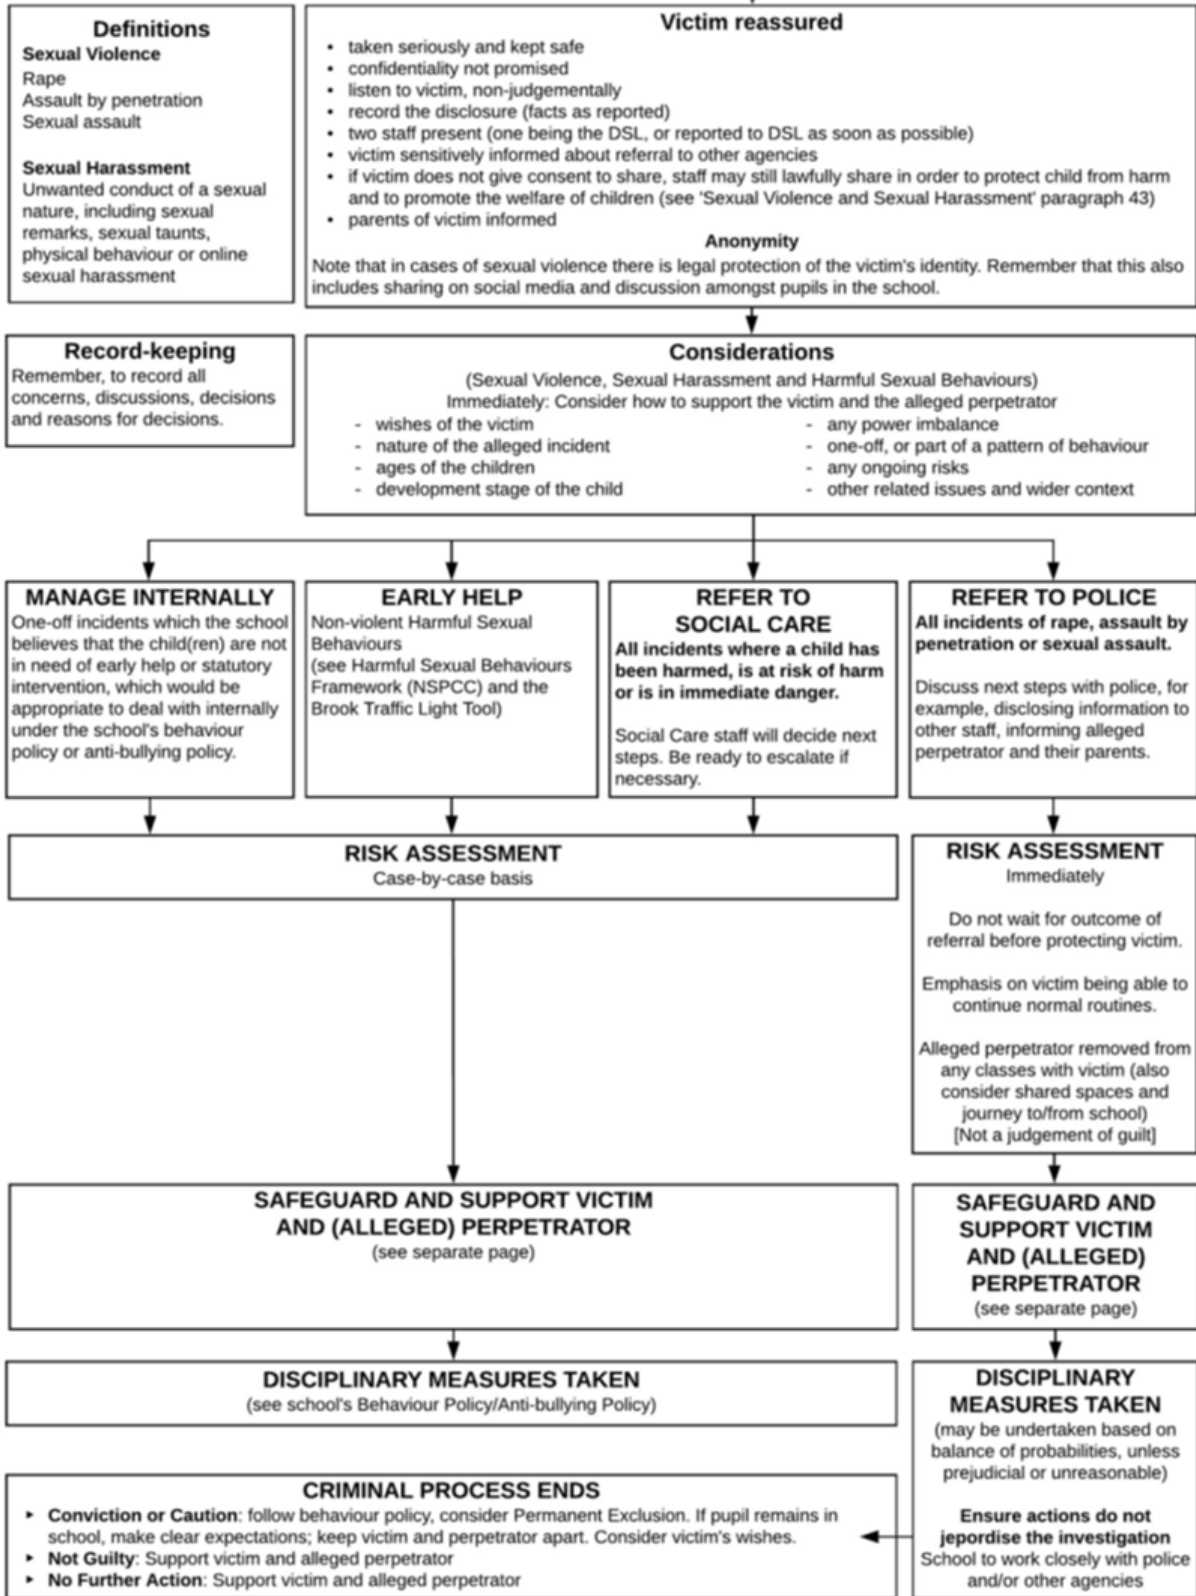 Definitions
Sexual Violence
Rape
Assault by penetration
Sexual assault
Sexual Harassment
Unwanted conduct of a sexual
nature, including sexual
remarks, sexual taunts,
physical behaviour or online
sexual harassment
Victim reassured
• taken seriously and kept safe
• confidentiality not promised
• listen to victim, non-judgementally
• record the disclosure (facts as reported)
• two staff present (one being the DSL, or reported to DSL as soon as possible)
• victim sensitively informed about referral to other agencies
• if victim does not give consent to share, staff may still lawfully share in order to protect child from harm
and to promote the welfare of children (see 'Sexual Violence and Sexual Harassment' paragraph 43)
• parents of victim informed
Anonymity
Note that in cases of sexual violence there is legal protection of the victim's identity. Remember that this also
includes sharing on social media and discussion amongst pupils in the school.
Record-keeping
Remember, to record all
concerns, discussions, decisions
and reasons for decisions.
Considerations
(Sexual Violence, Sexual Harassment and Harmful Sexual Behaviours)
Immediately: Consider how to support the victim and the alleged perpetrator
- wishes of the victim
- nature of the alleged incident
- ages of the children
- development stage of the child
- any power imbalance
- one-off, or part of a pattern of behaviour
- any ongoing risks
- other related issues and wider context
MANAGE INTERNALLY
One-off incidents which the school
believes that the child(ren) are not
in need of early help or statutory
intervention, which would be
appropriate to deal with internally
under the school's behaviour
policy or anti-bullying policy.
EARLY HELP
Non-violent Harmful Sexual
Behaviours
(see Harmful Sexual Behaviours
Framework (NSPCC) and the
Brook Traffic Light Tool)
REFER TO
SOCIAL CARE
All incidents where a child has
been harmed, is at risk of harm
or is in immediate danger.
Social Care staff will decide next
steps. Be ready to escalate if
necessary.
REFER TO POLICE
All incidents of rape, assault by
penetration or sexual assault.
Discuss next steps with police, for
example, disclosing information to
other staff, informing alleged
perpetrator and their parents.
RISK ASSESSMENT
Case-by-case basis
RISK ASSESSMENT
Immediately
Do not wait for outcome of
referral before protecting victim.
Emphasis on victim being able to
continue normal routines.
Alleged perpetrator removed from
any classes with victim (also
consider shared spaces and
journey to/from school)
[Not a judgement of guilt]
SAFEGUARD AND SUPPORT VICTIM
AND (ALLEGED) PERPETRATOR
(see separate page)
SAFEGUARD AND
SUPPORT VICTIM
AND (ALLEGED)
PERPETRATOR
(see separate page)
DISCIPLINARY MEASURES TAKEN
(see school's Behaviour Policy/Anti-bullying Policy)
DISCIPLINARY
MEASURES TAKEN
(may be undertaken based on
balance of probabilities, unless
prejudicial or unreasonable)
Ensure actions do not
jepordise the investigation
School to work closely with police
and/or other agencies
CRIMINAL PROCESS ENDS
‣ Conviction or Caution: follow behaviour policy, consider Permanent Exclusion. If pupil remains in
school, make clear expectations; keep victim and perpetrator apart. Consider victim's wishes.
‣ Not Guilty: Support victim and alleged perpetrator
‣ No Further Action: Support victim and alleged perpetrator